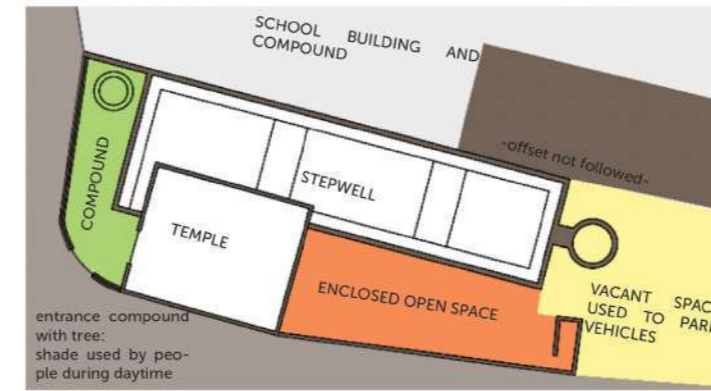 SCHOOL BUILDING AND
COMPOUND
-offset not followed-
COMPOUND
STEPWELL
TEMPLE
ENCLOSED OPEN SPACE
VACANT
USED TO
VEHICLES
entrance compound
with tree:
shade used by peo-
ple during daytime